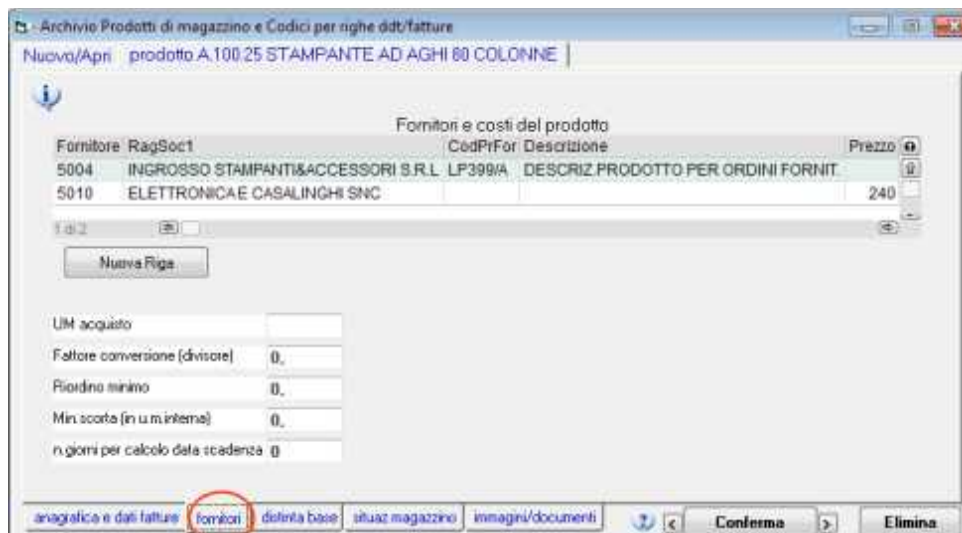 - Archivio Prodotti di magazzino e Codici per righe ddt/fatture
Nuovo/Apri prodotto A.100.25 STAMPANTE AD AGHI 80 COLONNE
Fornitori e costi del prodotto
Fornitore RagSoc1 CodPrFor Descrizione Prezzo
5004 INGROSSO STAMPANTI&ACCESSORI S.R.L LP399/A DESCRIZ.PRODOTTO PER ORDINI FORNIT.
5010 ELETTRONICA E CASALINGHI SNC 240
1 di 2
Nuova Riga
UM acquisto
Fattore conversione (divisore) 0,
Riordino minimo 0,
Min.scorta (in u.m.interna) 0,
n.giorni per calcolo data scadenza 0
anagrafica e dati fatture fornitori distinta base situaz.magazzino immagini/documenti < Conferma > Elimina